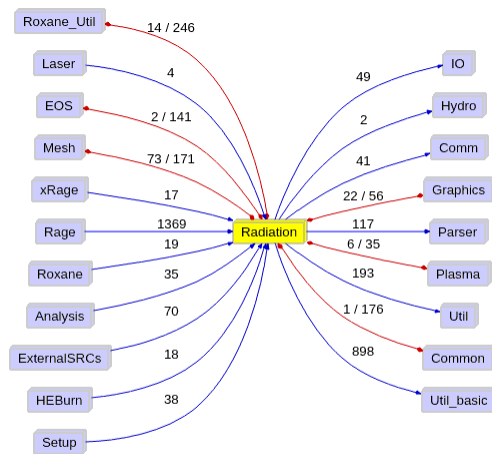 Roxane_Util
14 / 246
Laser
4
49
IO
EOS
2 / 141
2
Hydro
Mesh
73 / 171
41
Comm
xRage
17
22 / 56
Graphics
Rage
1369
Radiation
117
Parser
Roxane
19
6 / 35
Plasma
Analysis
35
193
Util
ExternalSRCs
70
1 / 176
Common
HEBurn
18
898
Util_basic
Setup
38